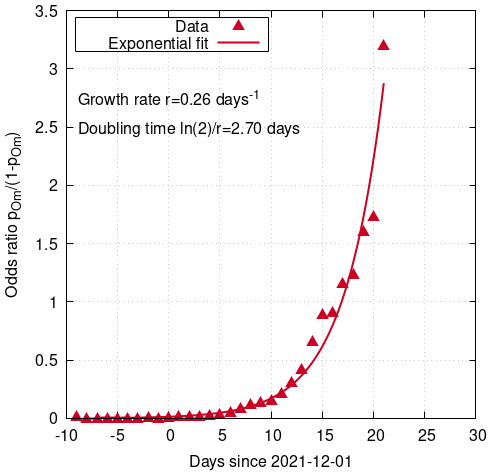 3.5
3
2.5
2
1.5
1
0.5
0
-10 -5 0 5 10 15 20 25 30
Data
Exponential fit
Growth rate r=0.26 days-1
Doubling time ln(2)/r=2.70 days
Odds ratio pOm/(1-pOm)
Days since 2021-12-01